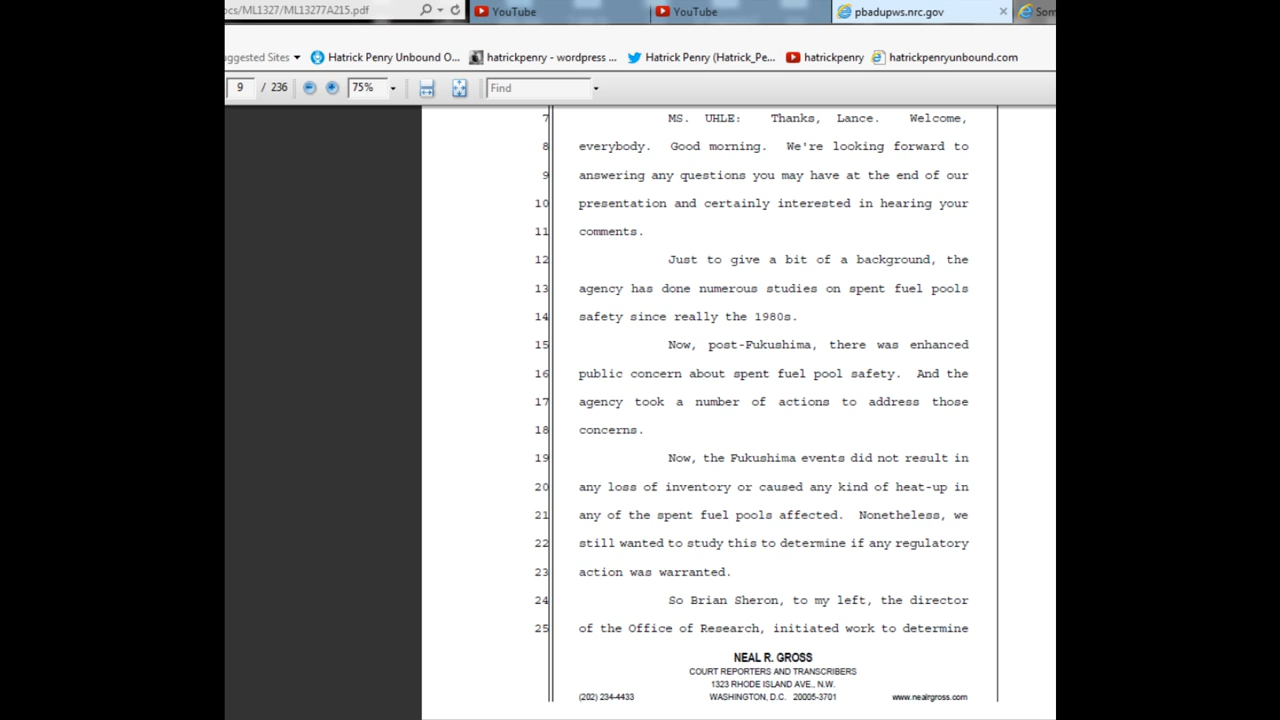 ocs/ML1327/ML13277A215.pdf
YouTube
YouTube
pbadupws.nrc.gov
Som
ggested Sites
Hatrick Penry Unbound O...
hatrickpenry - wordpress ...
Hatrick Penry (Hatrick_Pe...
hatrickpenry
hatrickpenryunbound.com
9 / 236
75%
Find
7 MS. UHLE: Thanks, Lance. Welcome,
8 everybody. Good morning. We're looking forward to
9 answering any questions you may have at the end of our
10 presentation and certainly interested in hearing your
11 comments.
12 Just to give a bit of a background, the
13 agency has done numerous studies on spent fuel pools
14 safety since really the 1980s.
15 Now, post-Fukushima, there was enhanced
16 public concern about spent fuel pool safety. And the
17 agency took a number of actions to address those
18 concerns.
19 Now, the Fukushima events did not result in
20 any loss of inventory or caused any kind of heat-up in
21 any of the spent fuel pools affected. Nonetheless, we
22 still wanted to study this to determine if any regulatory
23 action was warranted.
24 So Brian Sheron, to my left, the director
25 of the Office of Research, initiated work to determine
NEAL R. GROSS
COURT REPORTERS AND TRANSCRIBERS
1323 RHODE ISLAND AVE., N.W.
(202) 234-4433 WASHINGTON, D.C. 20005-3701 www.nealrgross.com